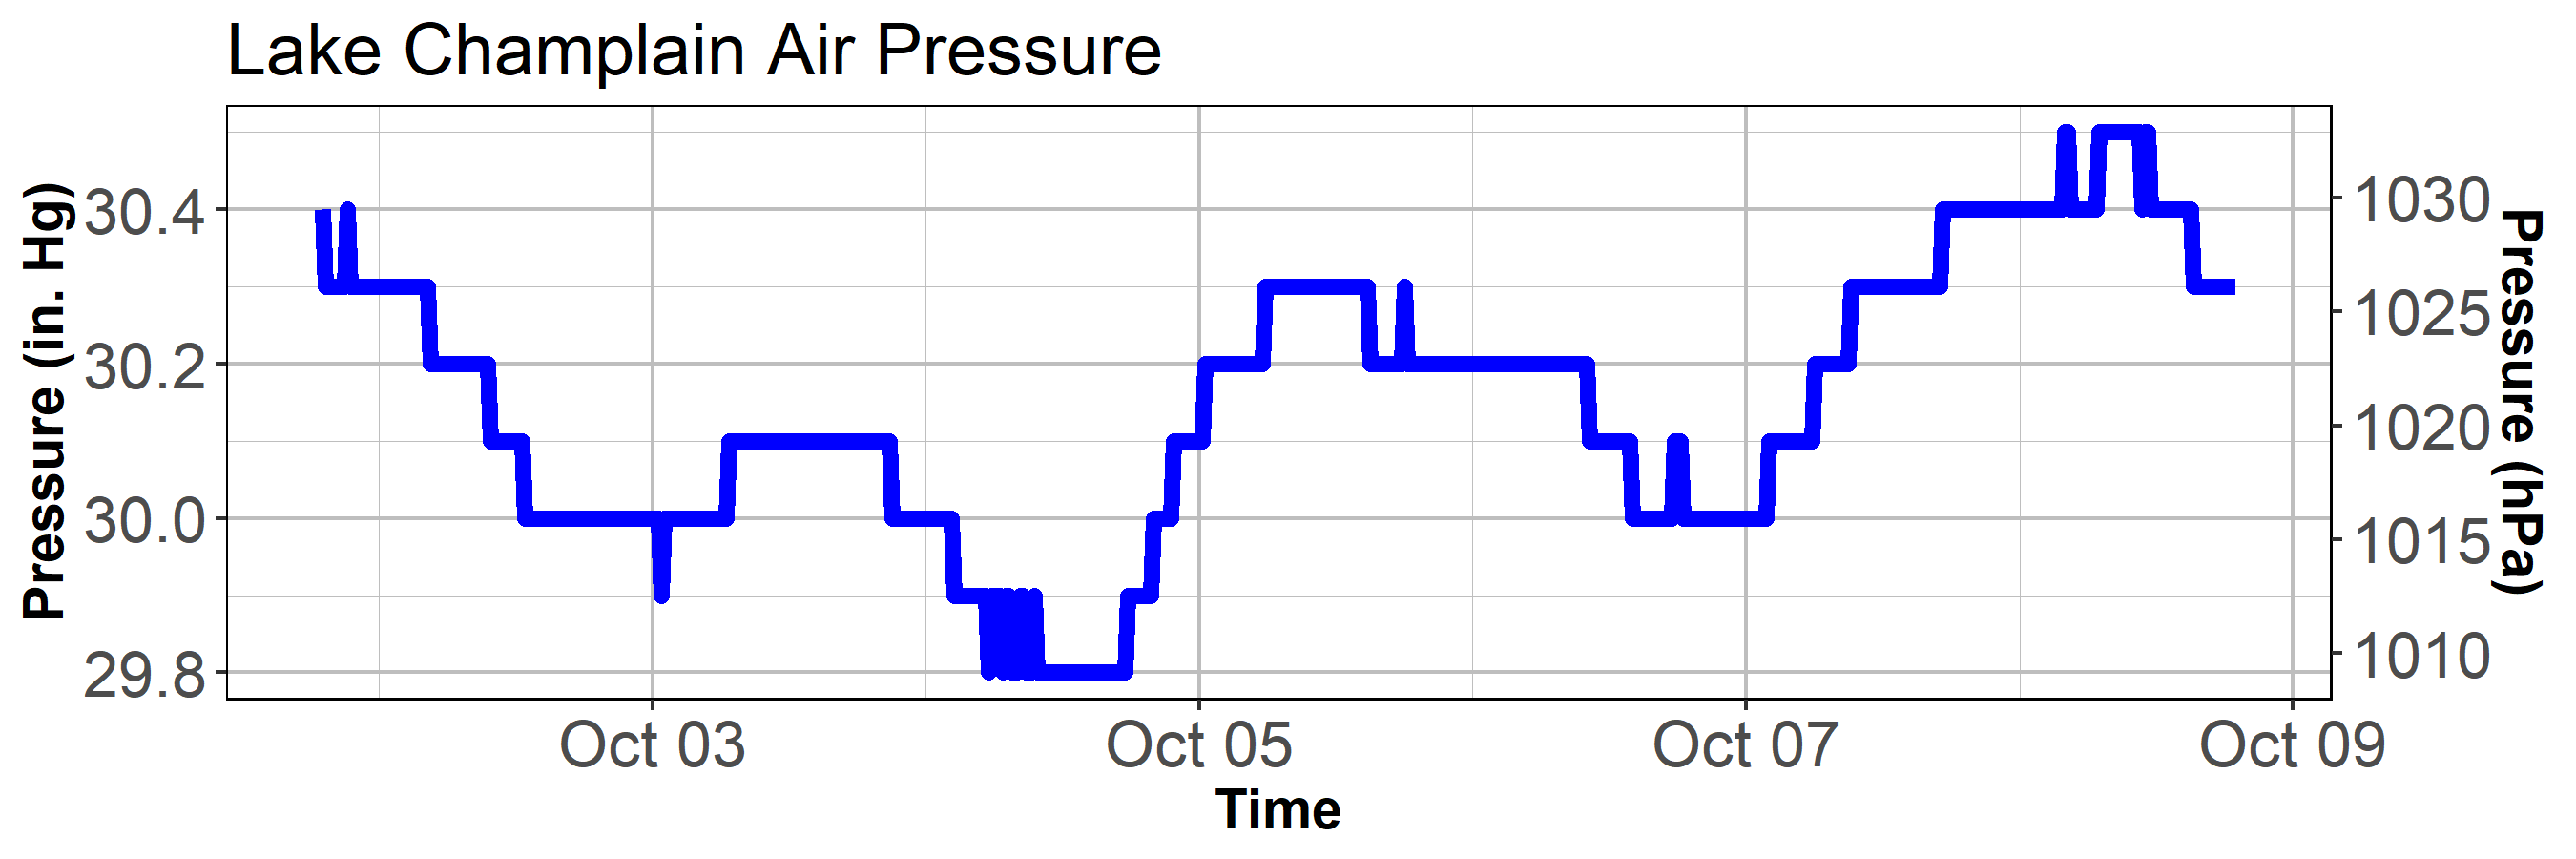 Lake Champlain Air Pressure
Pressure (in. Hg)
30.4
30.2
30.0
29.8
1030
1025
1020
1015
1010
Pressure (hPa)
Oct 03 Oct 05 Oct 07 Oct 09
Time